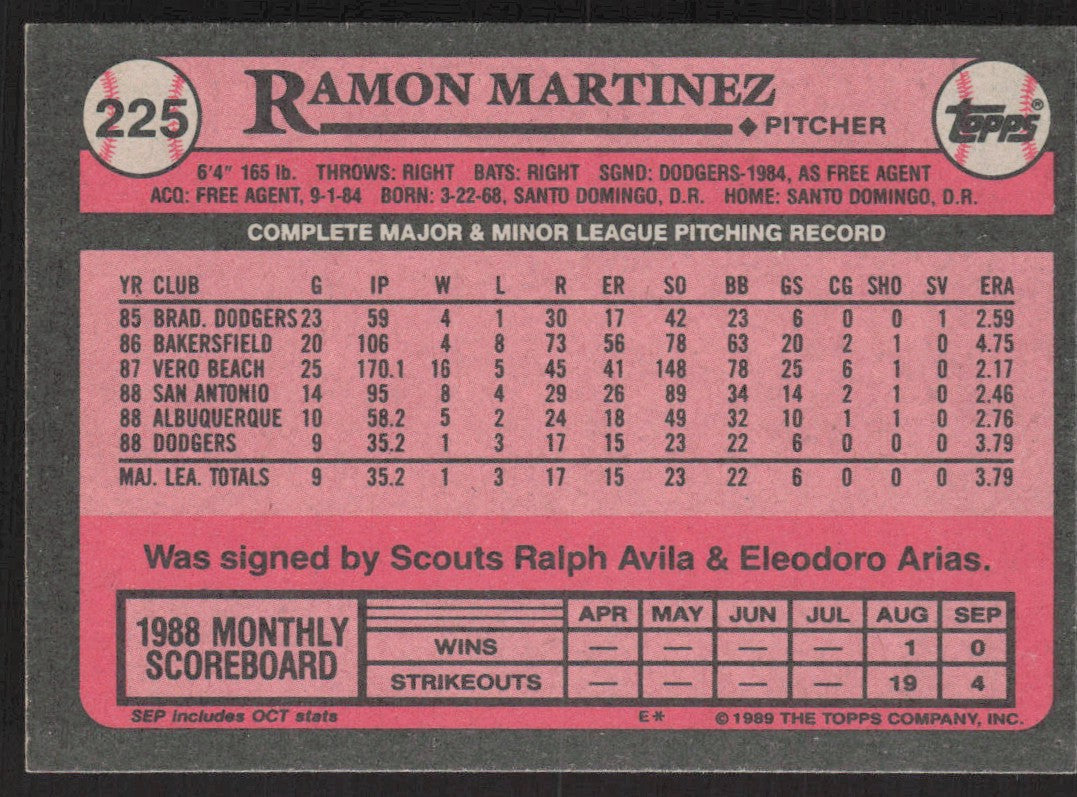 225 RAMON MARTINEZ TOPPS®
◆ PITCHER
6'4" 165 lb. THROWS: RIGHT BATS: RIGHT SGND: DODGERS-1984, AS FREE AGENT
ACQ: FREE AGENT, 9-1-84 BORN: 3-22-68, SANTO DOMINGO, D.R. HOME: SANTO DOMINGO, D.R.
COMPLETE MAJOR & MINOR LEAGUE PITCHING RECORD
YR CLUB G IP W L R ER SO BB GS CG SHO SV ERA
85 BRAD. DODGERS 23 59 4 1 30 17 42 23 6 0 0 1 2.59
86 BAKERSFIELD 20 106 4 8 73 56 78 63 20 2 1 0 4.75
87 VERO BEACH 25 170.1 16 5 45 41 148 78 25 6 1 0 2.17
88 SAN ANTONIO 14 95 8 4 29 26 89 34 14 2 1 0 2.46
88 ALBUQUERQUE 10 58.2 5 2 24 18 49 32 10 1 1 0 2.76
88 DODGERS 9 35.2 1 3 17 15 23 22 6 0 0 0 3.79
MAJ. LEA. TOTALS 9 35.2 1 3 17 15 23 22 6 0 0 0 3.79
Was signed by Scouts Ralph Avila & Eleodoro Arias.
1988 MONTHLY
SCOREBOARD
APR MAY JUN JUL AUG SEP
WINS — — — — 1 0
STRIKEOUTS — — — — 19 4
SEP includes OCT stats E* ©1989 THE TOPPS COMPANY, INC.